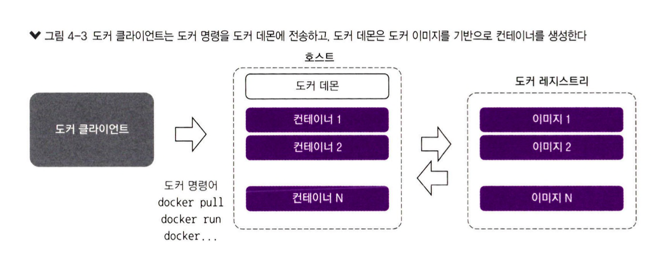 그림 4-3 도커 클라이언트는 도커 명령을 도커 데몬에 전송하고, 도커 데몬은 도커 이미지를 기반으로 컨테이너를 생성한다
호스트
도커 데몬
도커 레지스트리
도커 클라이언트
컨테이너 1
컨테이너 2
컨테이너 N
이미지 1
이미지 2
이미지 N
도커 명령어
docker pull
docker run
docker...